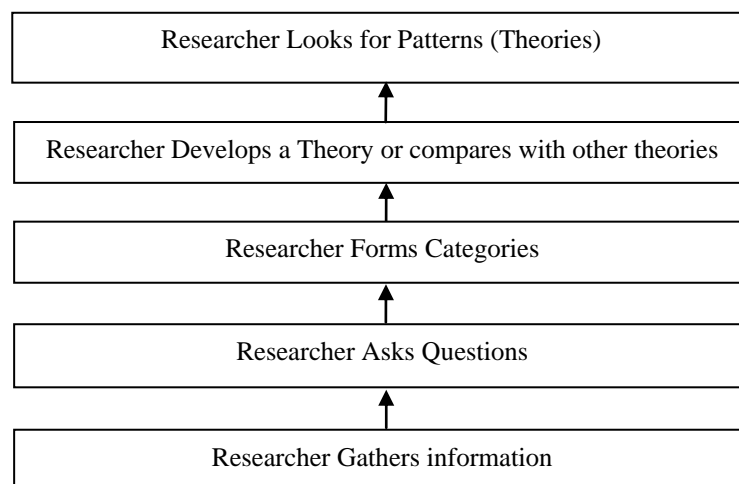 Researcher Looks for Patterns (Theories)
Researcher Develops a Theory or compares with other theories
Researcher Forms Categories
Researcher Asks Questions
Researcher Gathers information